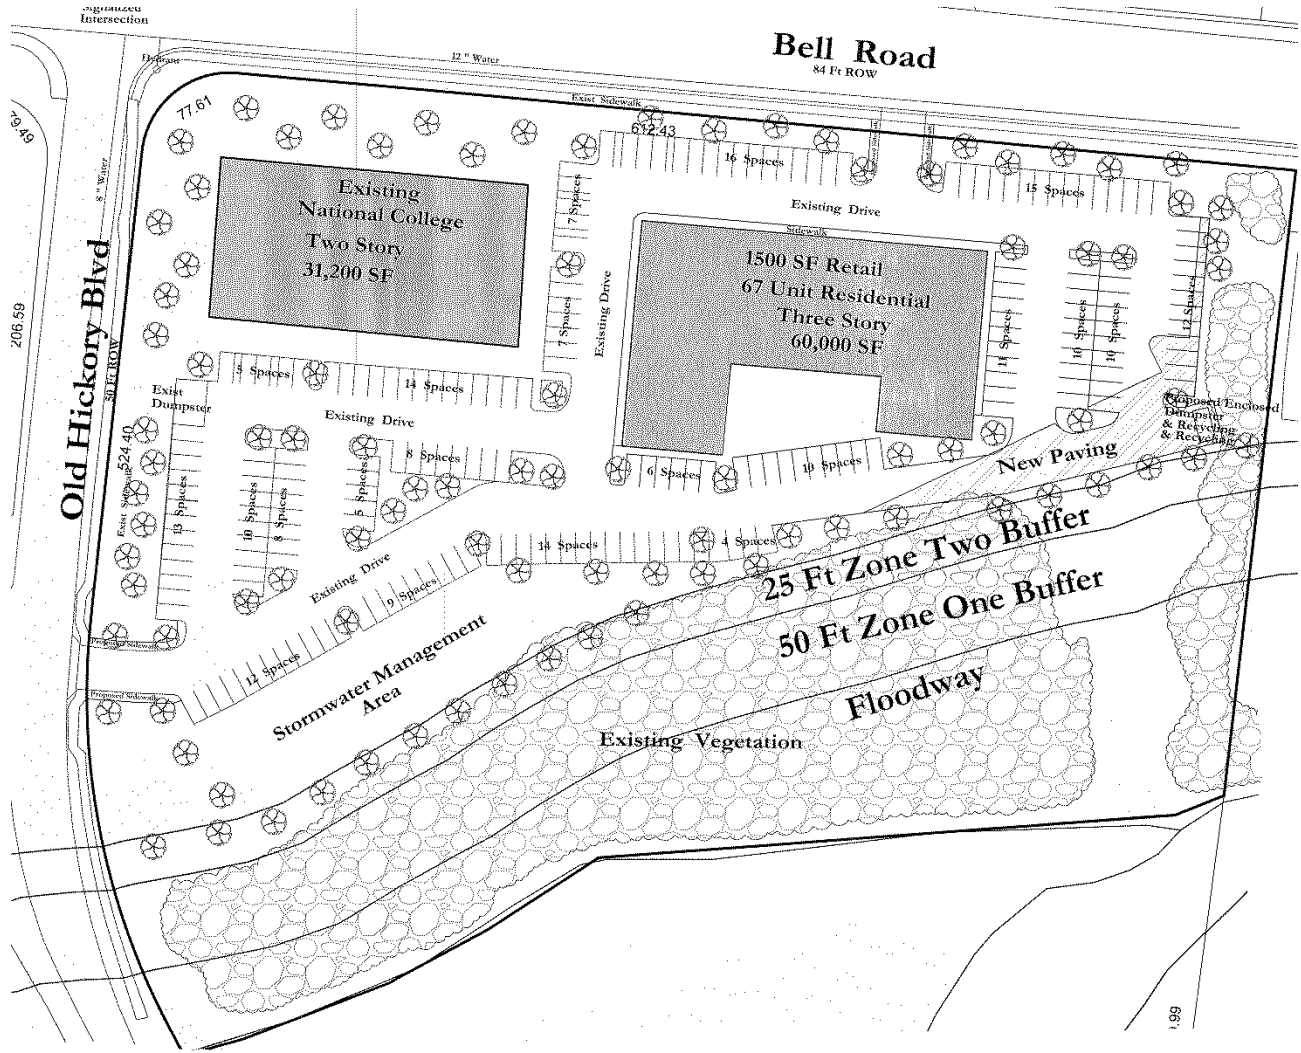 Signalized
Intersection
Bell Road
84 Ft ROW
12 " Water
Hydrant
77.61
Exist Sidewalk
612.43
16 Spaces
15 Spaces
8 " Water
Existing
National College
Two Story
31,200 SF
7 Spaces
7 Spaces
Existing Drive
Existing Drive
Sidewalk
1500 SF Retail
67 Unit Residential
Three Story
60,000 SF
11 Spaces
10 Spaces
10 Spaces
12 Spaces
206.59
Old Hickory Blvd
50 Ft ROW
5 Spaces
14 Spaces
Exist
Dumpster
Existing Drive
8 Spaces
6 Spaces
10 Spaces
New Paving
Proposed Enclosed
Dumpster
& Recycling
& Recycling
524.40
Exist Sidewalk
13 Spaces
10 Spaces
8 Spaces
5 Spaces
Existing Drive
9 Spaces
14 Spaces
4 Spaces
25 Ft Zone Two Buffer
50 Ft Zone One Buffer
Floodway
Proposed Sidewalk
12 Spaces
Proposed Sidewalk
Stormwater Management
Area
Existing Vegetation
.99